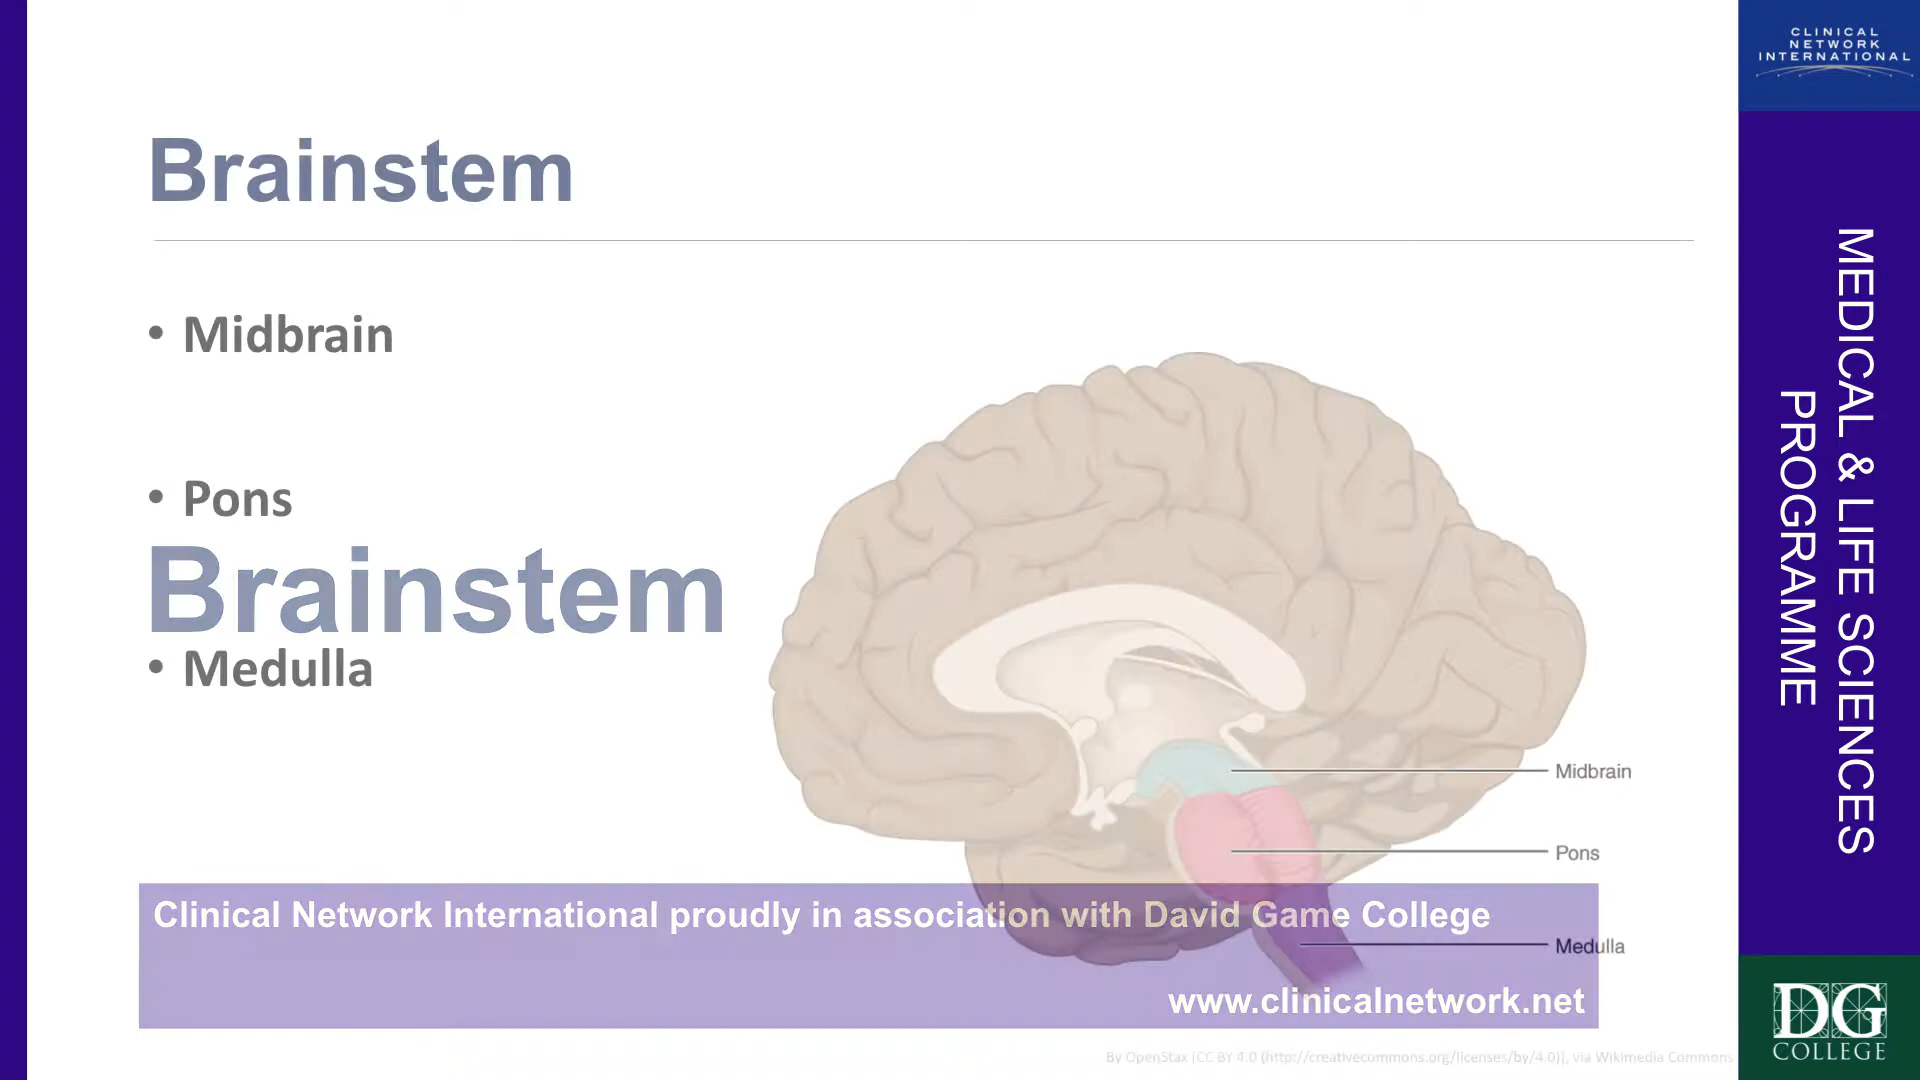 Brainstem
• Midbrain
• Pons
Brainstem
• Medulla
Midbrain
Pons
Medulla
Clinical Network International proudly in association with David Game College
www.clinicalnetwork.net
By OpenStax [CC BY 4.0 (http://creativecommons.org/licenses/by/4.0)], via Wikimedia Commons
CLINICAL
NETWORK
INTERNATIONAL
MEDICAL & LIFE SCIENCES
PROGRAMME
DG
COLLEGE